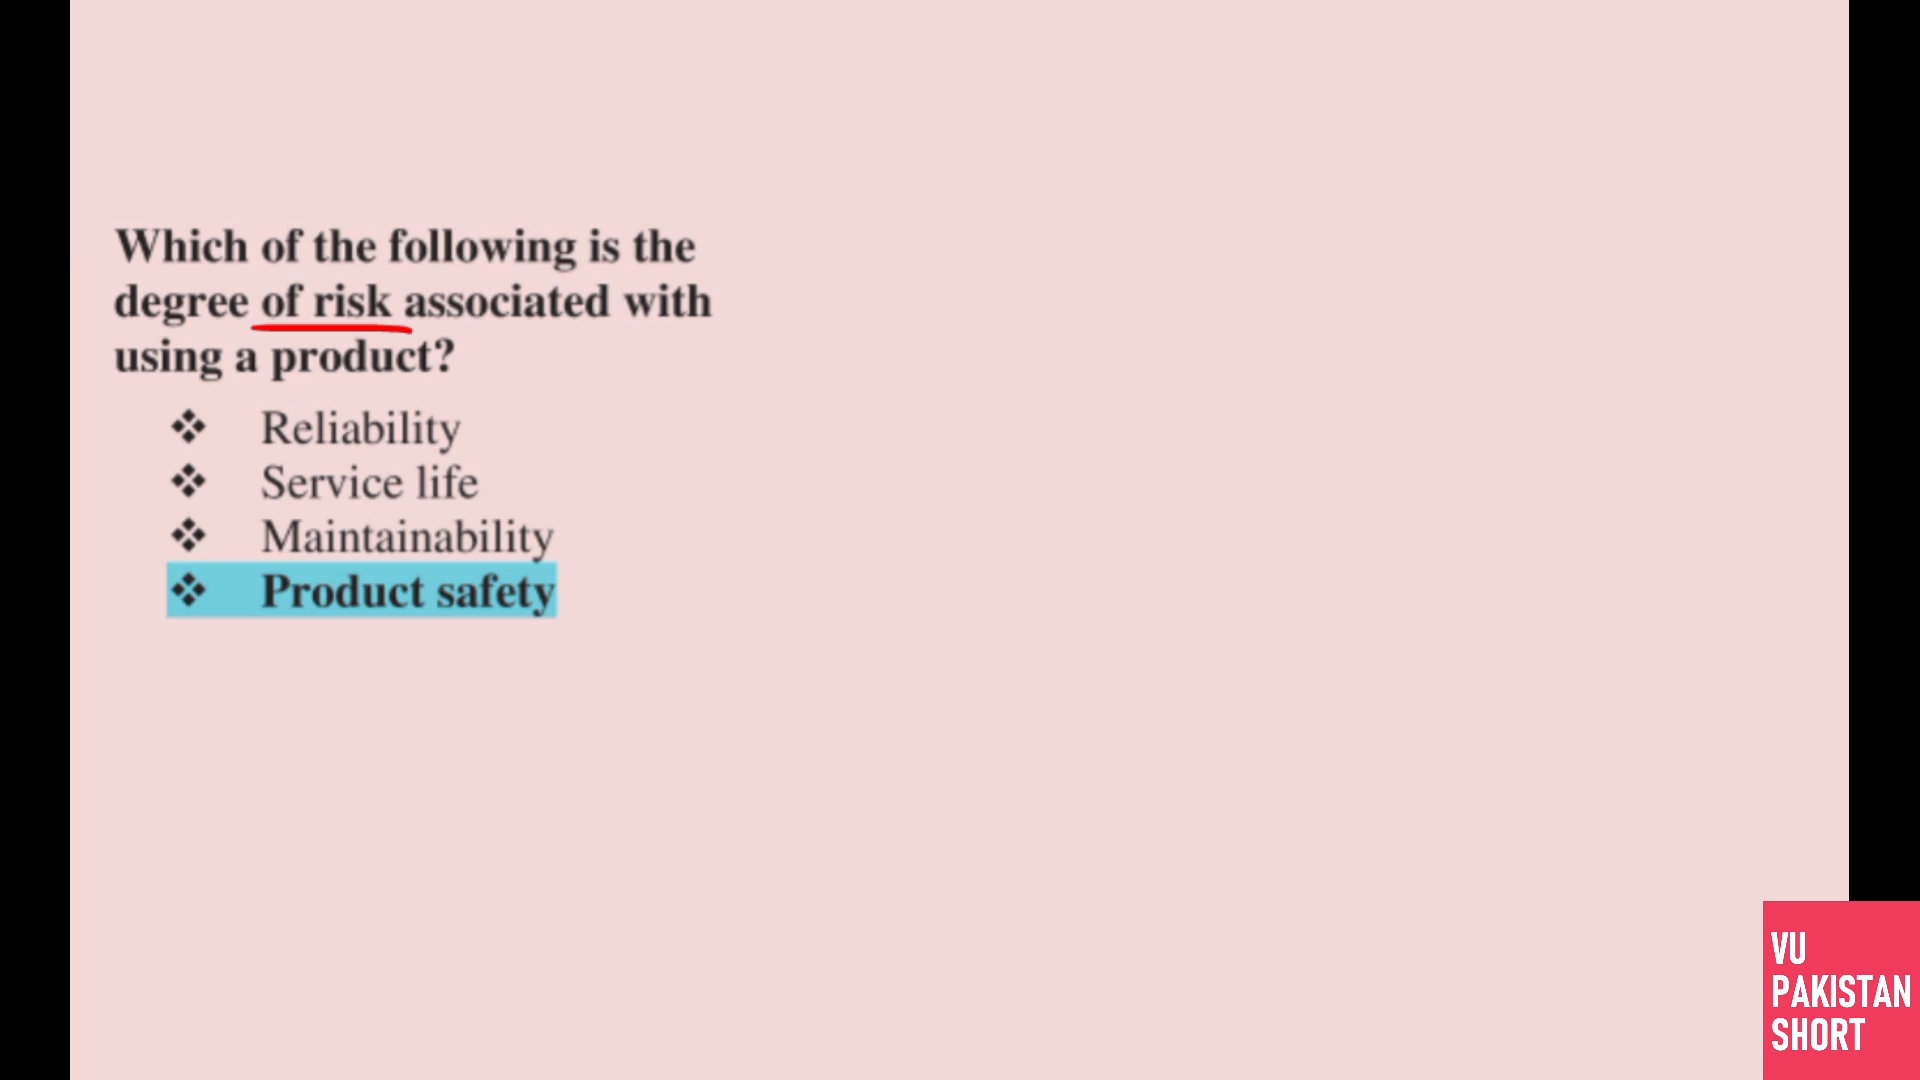 Which of the following is the
degree of risk associated with
using a product?
❖ Reliability
❖ Service life
❖ Maintainability
❖ Product safety
VU
PAKISTAN
SHORT